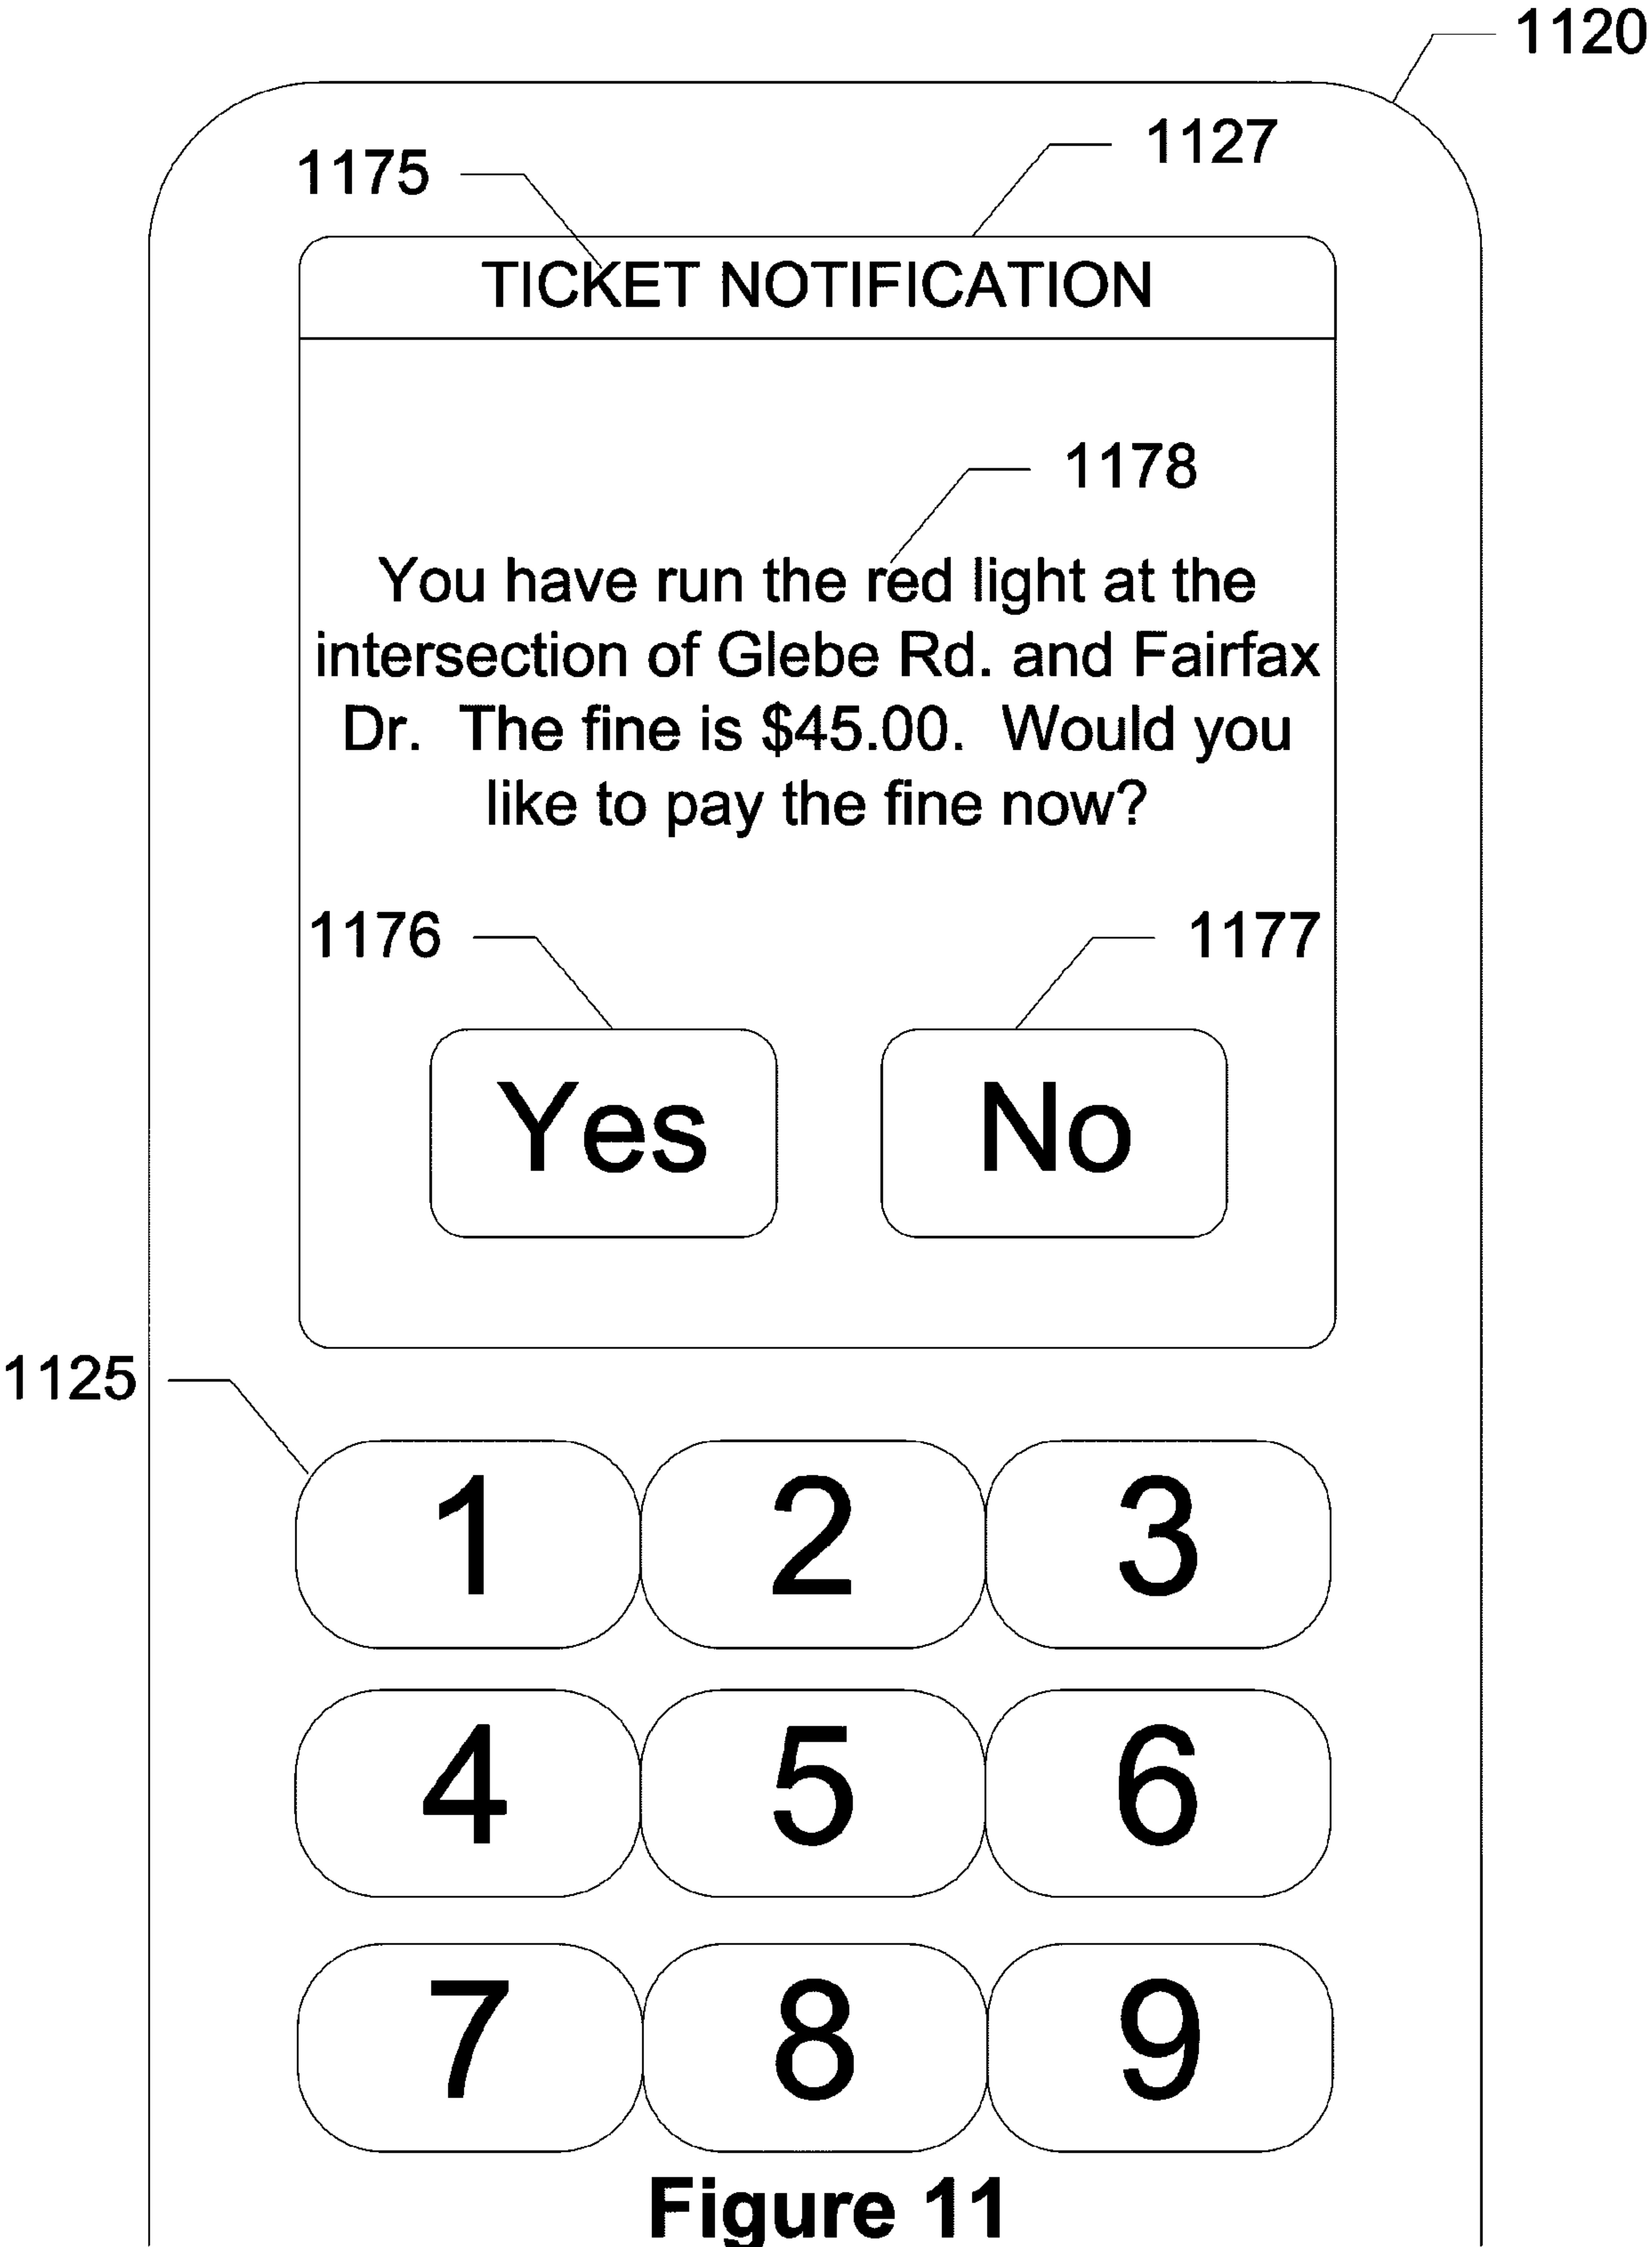 1120
1127
1175
TICKET NOTIFICATION
1178
You have run the red light at the
intersection of Glebe Rd. and Fairfax
Dr.  The fine is $45.00.  Would you
like to pay the fine now?
1176
1177
Yes
No
1125
1
2
3
4
5
6
7
8
9
Figure 11